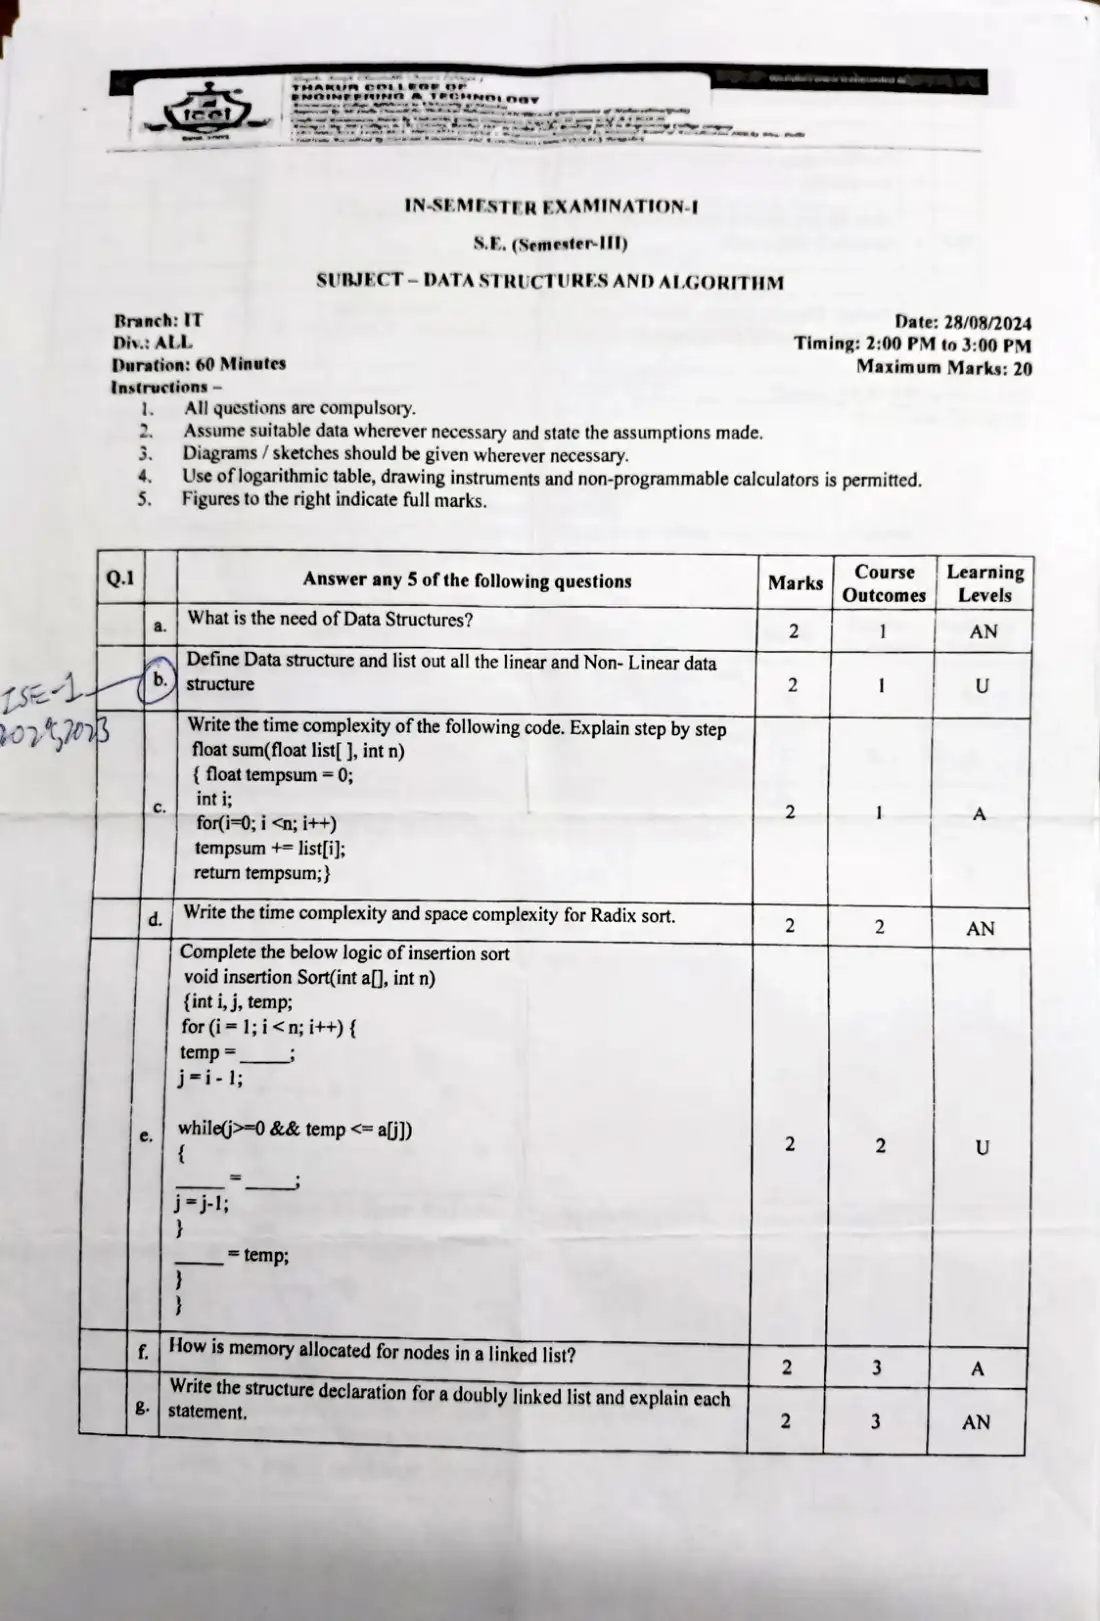 THAKUR COLLEGE OF
ENGINEERING & TECHNOLOGY
tcet
IN-SEMESTER EXAMINATION-I
S.E. (Semester-III)
SUBJECT – DATA STRUCTURES AND ALGORITHM
Branch: IT
Date: 28/08/2024
Div.: ALL
Timing: 2:00 PM to 3:00 PM
Duration: 60 Minutes
Maximum Marks: 20
Instructions –
1. All questions are compulsory.
2. Assume suitable data wherever necessary and state the assumptions made.
3. Diagrams / sketches should be given wherever necessary.
4. Use of logarithmic table, drawing instruments and non-programmable calculators is permitted.
5. Figures to the right indicate full marks.
Q.1 Answer any 5 of the following questions Marks Course Outcomes Learning Levels
a. What is the need of Data Structures? 2 1 AN
b. Define Data structure and list out all the linear and Non- Linear data
structure 2 1 U
ISE-1
2023
c. Write the time complexity of the following code. Explain step by step
float sum(float list[ ], int n)
{ float tempsum = 0;
int i;
for(i=0; i <n; i++)
tempsum += list[i];
return tempsum;}
2 1 A
d. Write the time complexity and space complexity for Radix sort. 2 2 AN
e. Complete the below logic of insertion sort
void insertion Sort(int a[], int n)
{int i, j, temp;
for (i = 1; i < n; i++) {
temp = _____;
j = i - 1;
while(j>=0 && temp <= a[j])
{
_____ = _____;
j = j-1;
}
_____ = temp;
}
}
2 2 U
f. How is memory allocated for nodes in a linked list? 2 3 A
g. Write the structure declaration for a doubly linked list and explain each
statement. 2 3 AN